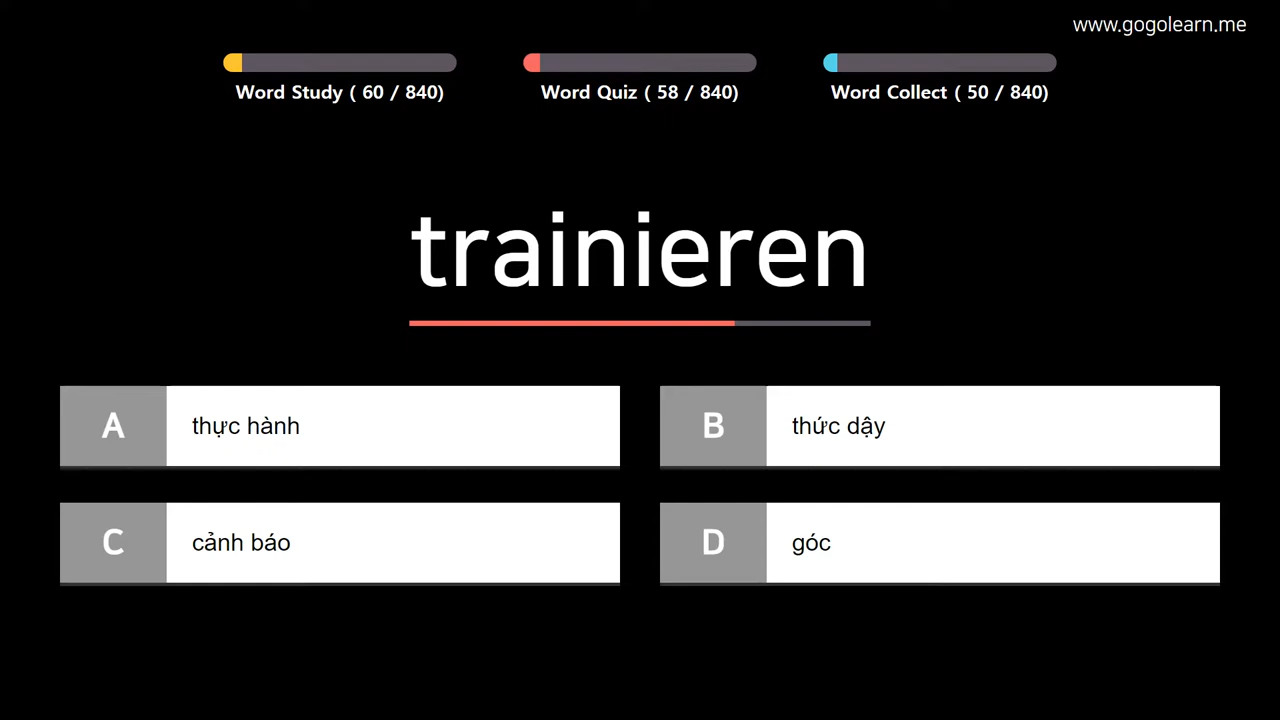 www.gogolearn.me
Word Study ( 60 / 840)
Word Quiz ( 58 / 840)
Word Collect ( 50 / 840)
trainieren
A thực hành
B thức dậy
C cảnh báo
D góc